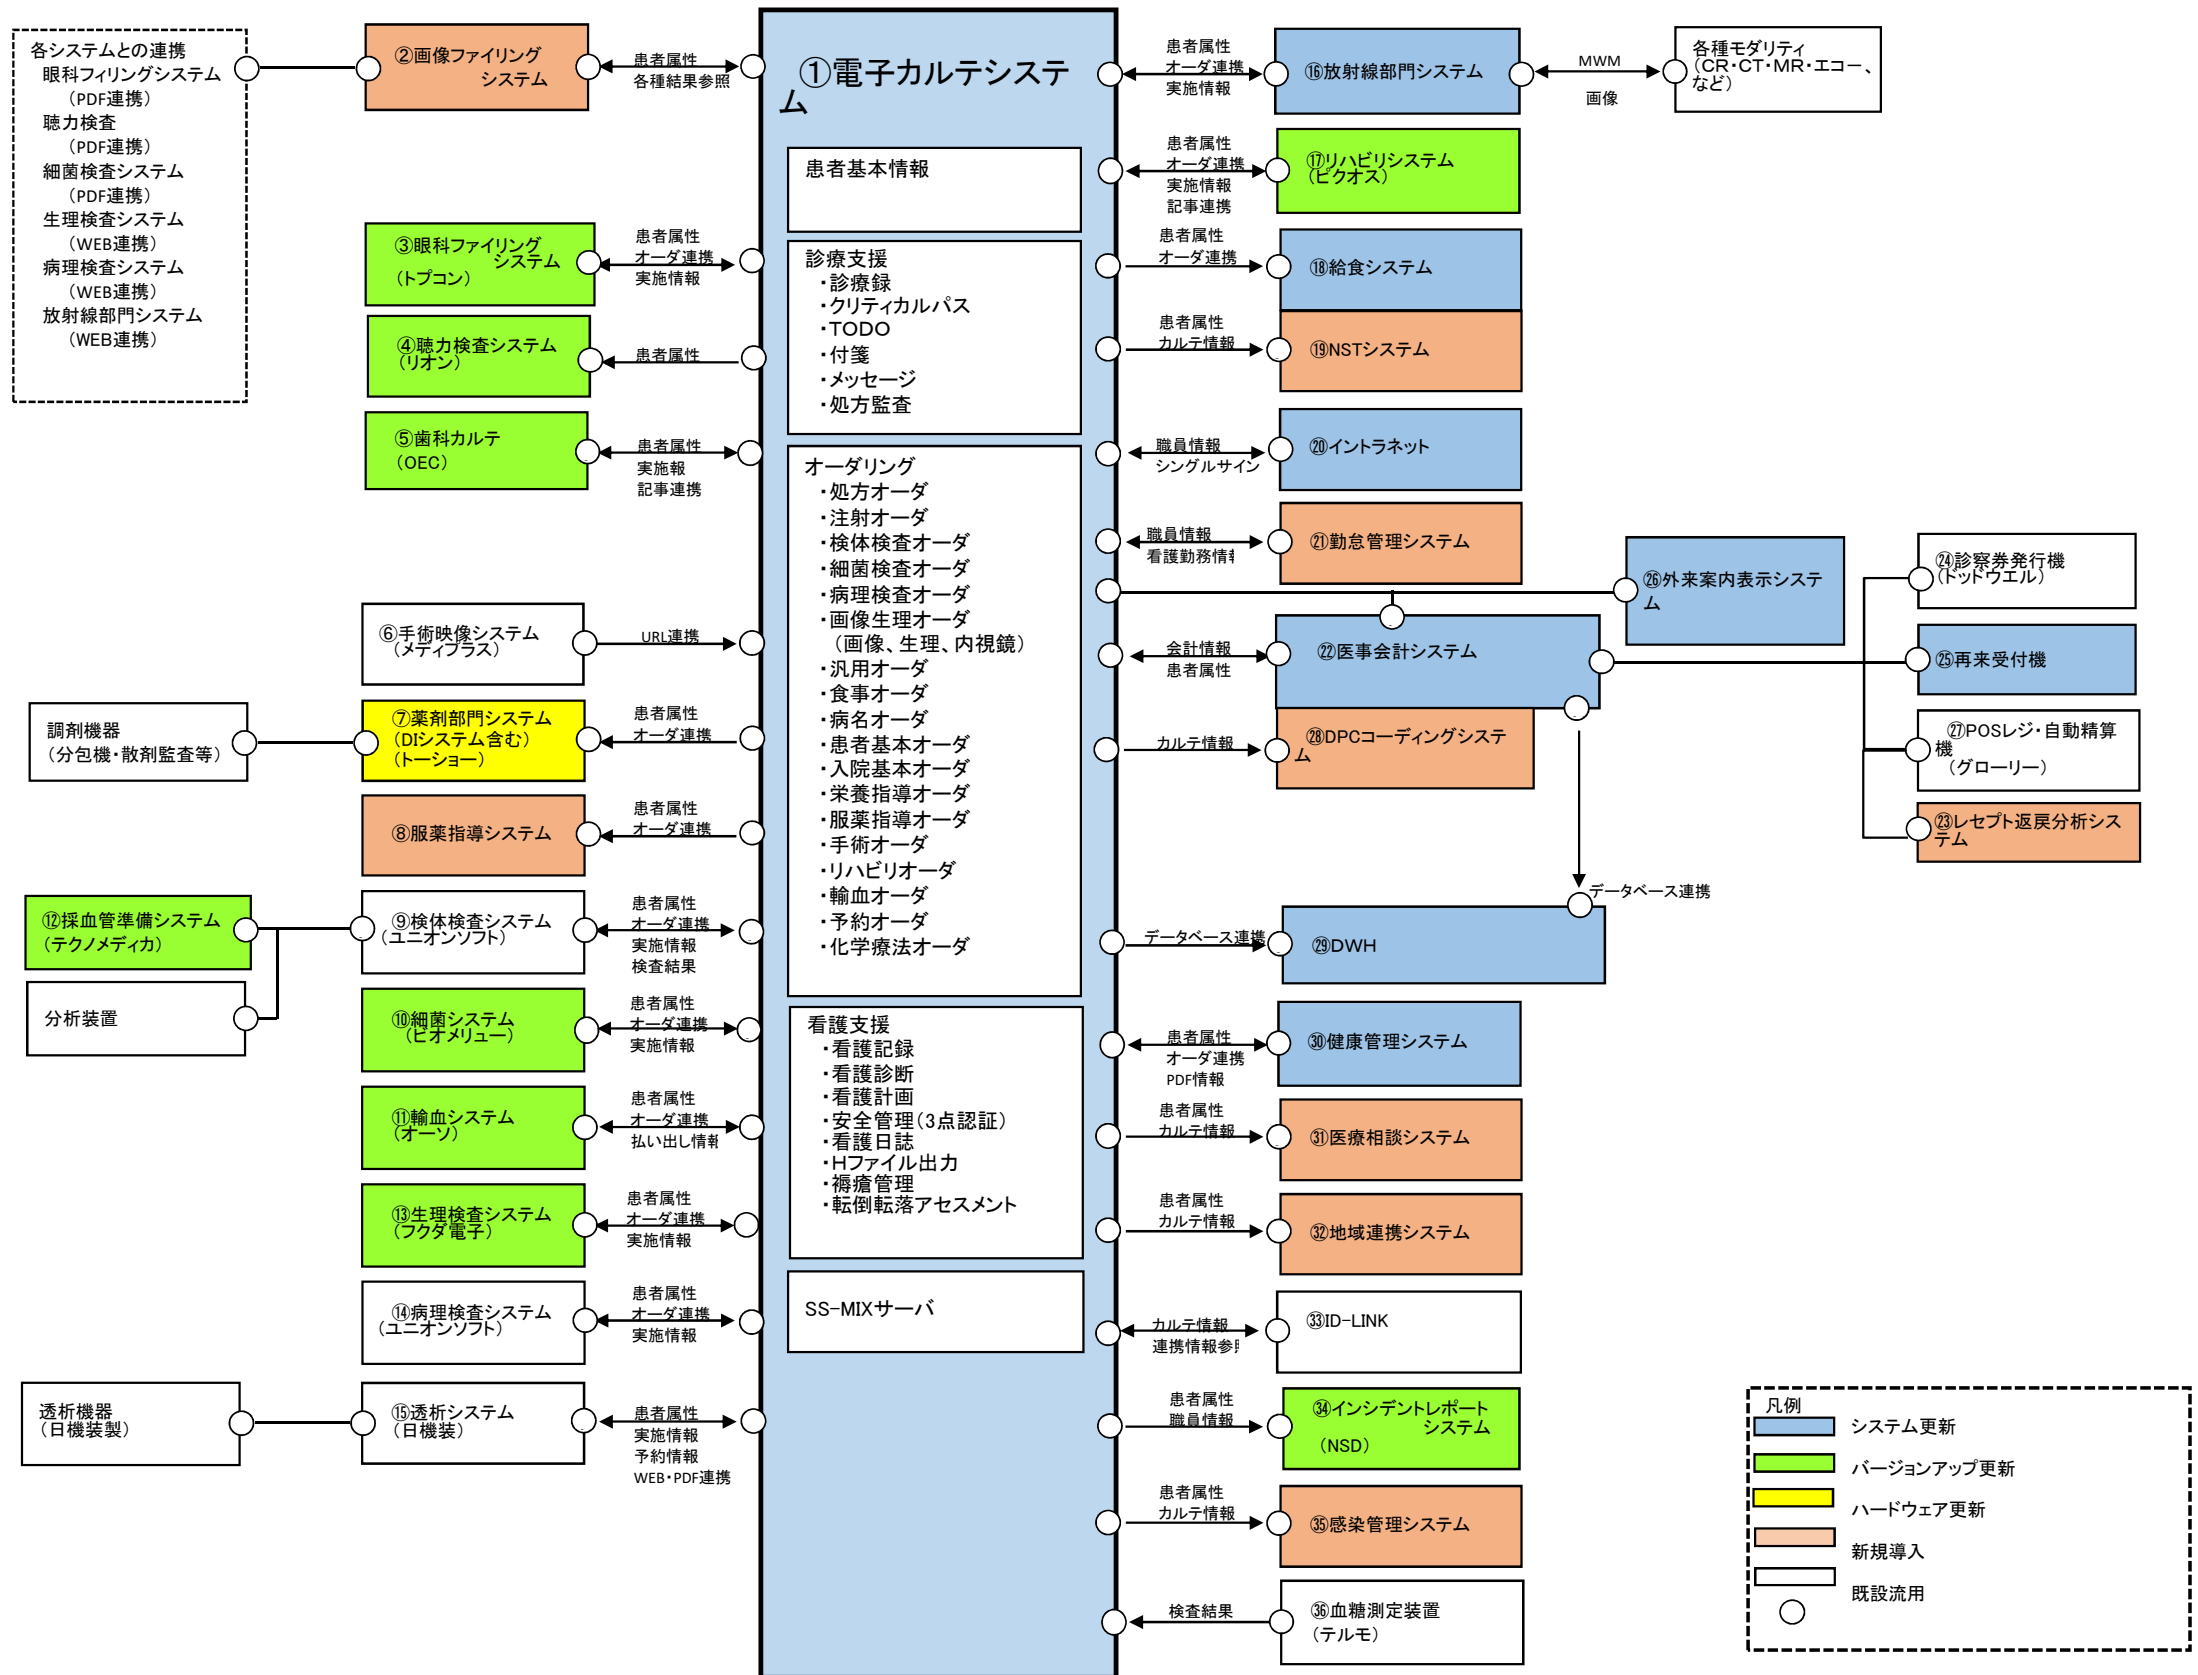 各システムとの連携
眼科フィリングシステム
（PDF連携）
聴力検査
（PDF連携）
細菌検査システム
（PDF連携）
生理検査システム
（WEB連携）
病理検査システム
（WEB連携）
放射線部門システム
（WEB連携）
②画像ファイリング
システム
患者属性
各種結果参照
③眼科ファイリング
システム
（トプコン）
患者属性
オーダ連携
実施情報
④聴力検査システム
（リオン）
患者属性
⑤歯科カルテ
（OEC）
患者属性
実施報
記事連携
⑥手術映像システム
（メディプラス）
URL連携
調剤機器
（分包機・散剤監査等）
⑦薬剤部門システム
（DIシステム含む）
（トーショー）
患者属性
オーダ連携
⑧服薬指導システム
患者属性
オーダ連携
⑫採血管準備システム
（テクノメディカ）
分析装置
⑨検体検査システム
（ユニオンソフト）
患者属性
オーダ連携
実施情報
検査結果
⑩細菌システム
（ビオメリュー）
患者属性
オーダ連携
実施情報
⑪輸血システム
（オーソ）
患者属性
オーダ連携
払い出し情報
⑬生理検査システム
（フクダ電子）
患者属性
オーダ連携
実施情報
⑭病理検査システム
（ユニオンソフト）
患者属性
オーダ連携
実施情報
透析機器
（日機装製）
⑮透析システム
（日機装）
患者属性
実施情報
予約情報
WEB・PDF連携
①電子カルテシステ
ム
患者基本情報
診療支援
・診療録
・クリティカルパス
・TODO
・付箋
・メッセージ
・処方監査
オーダリング
・処方オーダ
・注射オーダ
・検体検査オーダ
・細菌検査オーダ
・病理検査オーダ
・画像生理オーダ
（画像、生理、内視鏡）
・汎用オーダ
・食事オーダ
・病名オーダ
・患者基本オーダ
・入院基本オーダ
・栄養指導オーダ
・服薬指導オーダ
・手術オーダ
・リハビリオーダ
・輸血オーダ
・予約オーダ
・化学療法オーダ
看護支援
・看護記録
・看護診断
・看護計画
・安全管理（3点認証）
・看護日誌
・Hファイル出力
・褥瘡管理
・転倒転落アセスメント
SS-MIXサーバ
患者属性
オーダ連携
実施情報
⑯放射線部門システム
MWM
画像
各種モダリティ
（CR・CT・MR・エコー、
など）
患者属性
オーダ連携
実施情報
記事連携
⑰リハビリシステム
（ピクオス）
患者属性
オーダ連携
⑱給食システム
患者属性
カルテ情報
⑲NSTシステム
職員情報
シングルサイン
⑳イントラネット
職員情報
看護勤務情
㉑勤怠管理システム
㉖外来案内表示システ
ム
㉔診察券発行機
（ドッドウエル）
会計情報
患者属性
㉒医事会計システム
㉕再来受付機
カルテ情報
㉘DPCコーディングシステ
ム
㉗POSレジ・自動精算
機
（グローリー）
㉓レセプト返戻分析シス
テム
データベース連携
データベース連携
㉙DWH
患者属性
オーダ連携
PDF情報
㉚健康管理システム
患者属性
カルテ情報
㉛医療相談システム
患者属性
カルテ情報
㉜地域連携システム
カルテ情報
連携情報参
㉝ID-LINK
患者属性
職員情報
㉞インシデントレポート
システム
（NSD）
患者属性
カルテ情報
㉟感染管理システム
検査結果
㊱血糖測定装置
（テルモ）
凡例
システム更新
バージョンアップ更新
ハードウェア更新
新規導入
既設流用